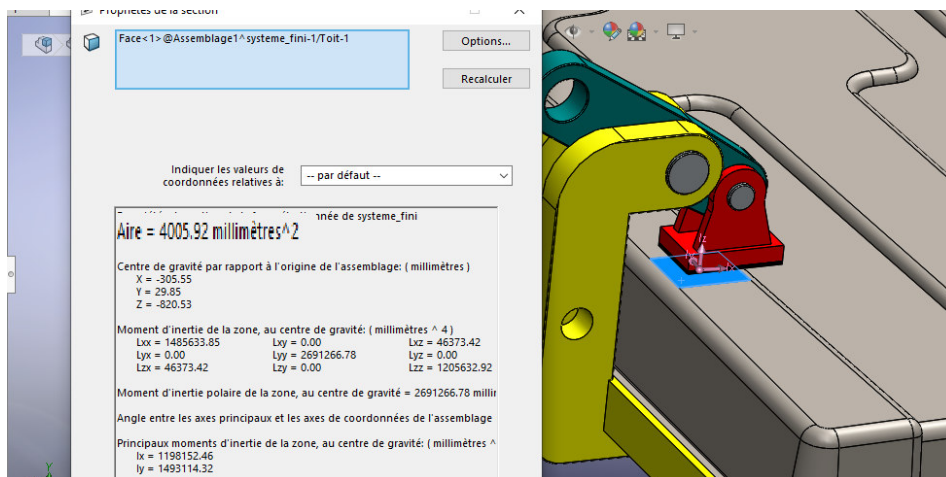 Propriétés de la section
Face<1>@Assemblage1^systeme_fini-1/Toit-1
Options...
Recalculer
Indiquer les valeurs de
coordonnées relatives à:
-- par défaut --
nnée de systeme_fini
Aire = 4005.92 millimètres^2
Centre de gravité par rapport à l'origine de l'assemblage: ( millimètres )
X = -305.55
Y = 29.85
Z = -820.53
Moment d'inertie de la zone, au centre de gravité: ( millimètres ^ 4 )
Lxx = 1485633.85 Lxy = 0.00 Lxz = 46373.42
Lyx = 0.00 Lyy = 2691266.78 Lyz = 0.00
Lzx = 46373.42 Lzy = 0.00 Lzz = 1205632.92
Moment d'inertie polaire de la zone, au centre de gravité = 2691266.78 millir
Angle entre les axes principaux et les axes de coordonnées de l'assemblage
Principaux moments d'inertie de la zone, au centre de gravité: ( millimètres ^
Ix = 1198152.46
Iy = 1493114.32
Y
z